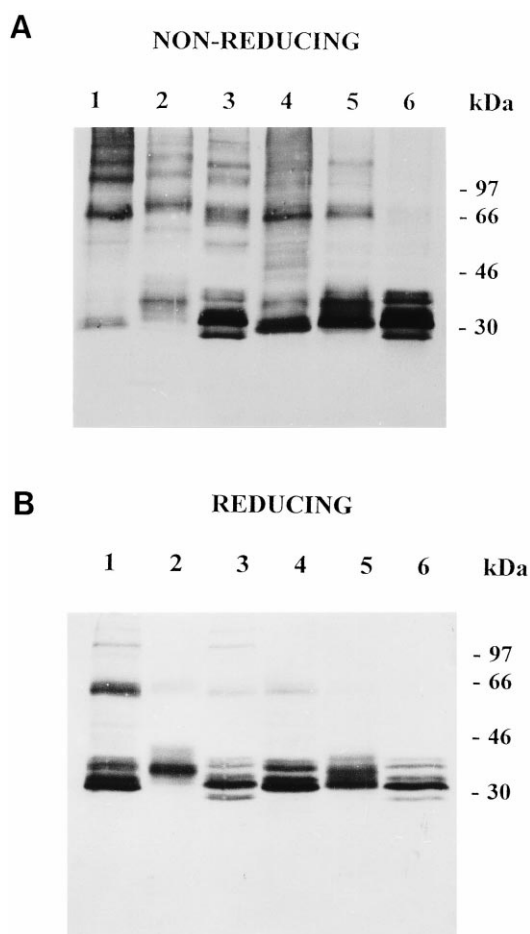 A
NON-REDUCING
1 2 3 4 5 6 kDa
- 97
- 66
- 46
- 30
B
REDUCING
1 2 3 4 5 6 kDa
- 97
- 66
- 46
- 30